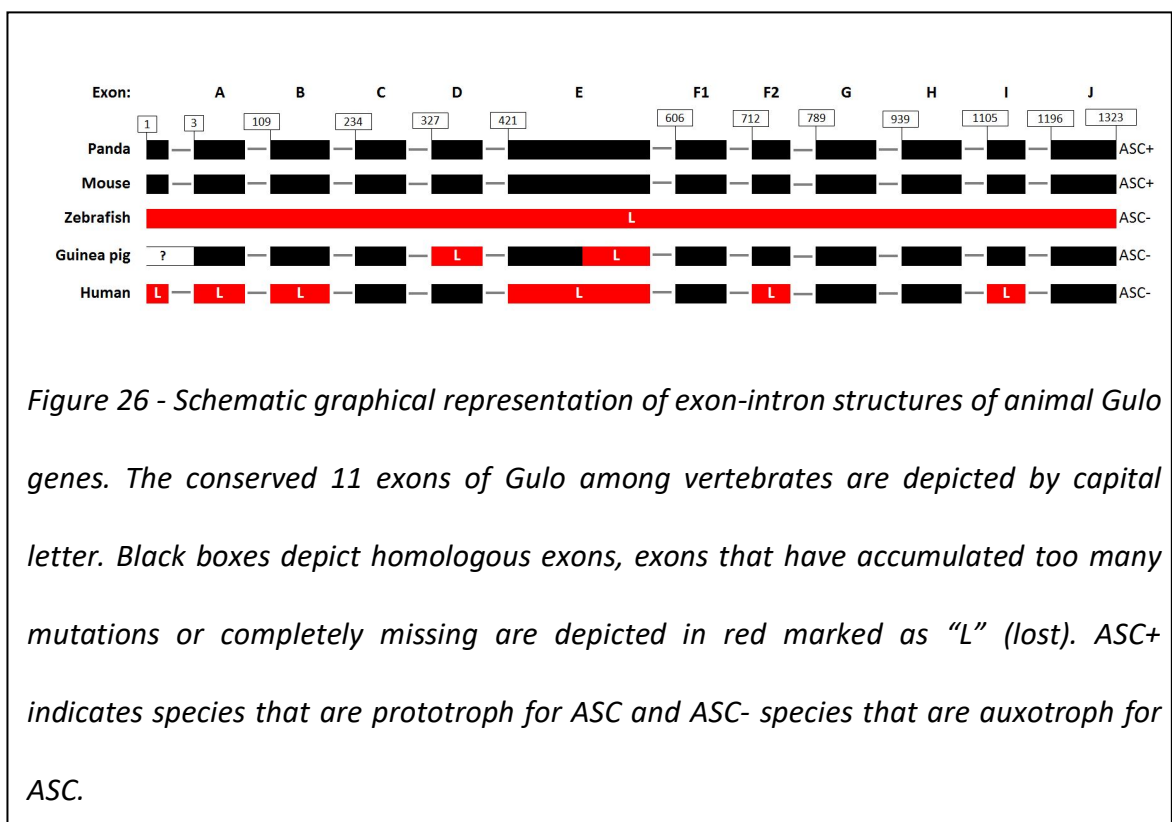 Exon: A B C D E F1 F2 G H I J
1 3 109 234 327 421 606 712 789 939 1105 1196 1323
Panda ASC+
Mouse ASC+
Zebrafish L ASC-
Guinea pig ? L L ASC-
Human L L L L L L ASC-
Figure 26 - Schematic graphical representation of exon-intron structures of animal Gulo
genes. The conserved 11 exons of Gulo among vertebrates are depicted by capital
letter. Black boxes depict homologous exons, exons that have accumulated too many
mutations or completely missing are depicted in red marked as “L” (lost). ASC+
indicates species that are prototroph for ASC and ASC- species that are auxotroph for
ASC.